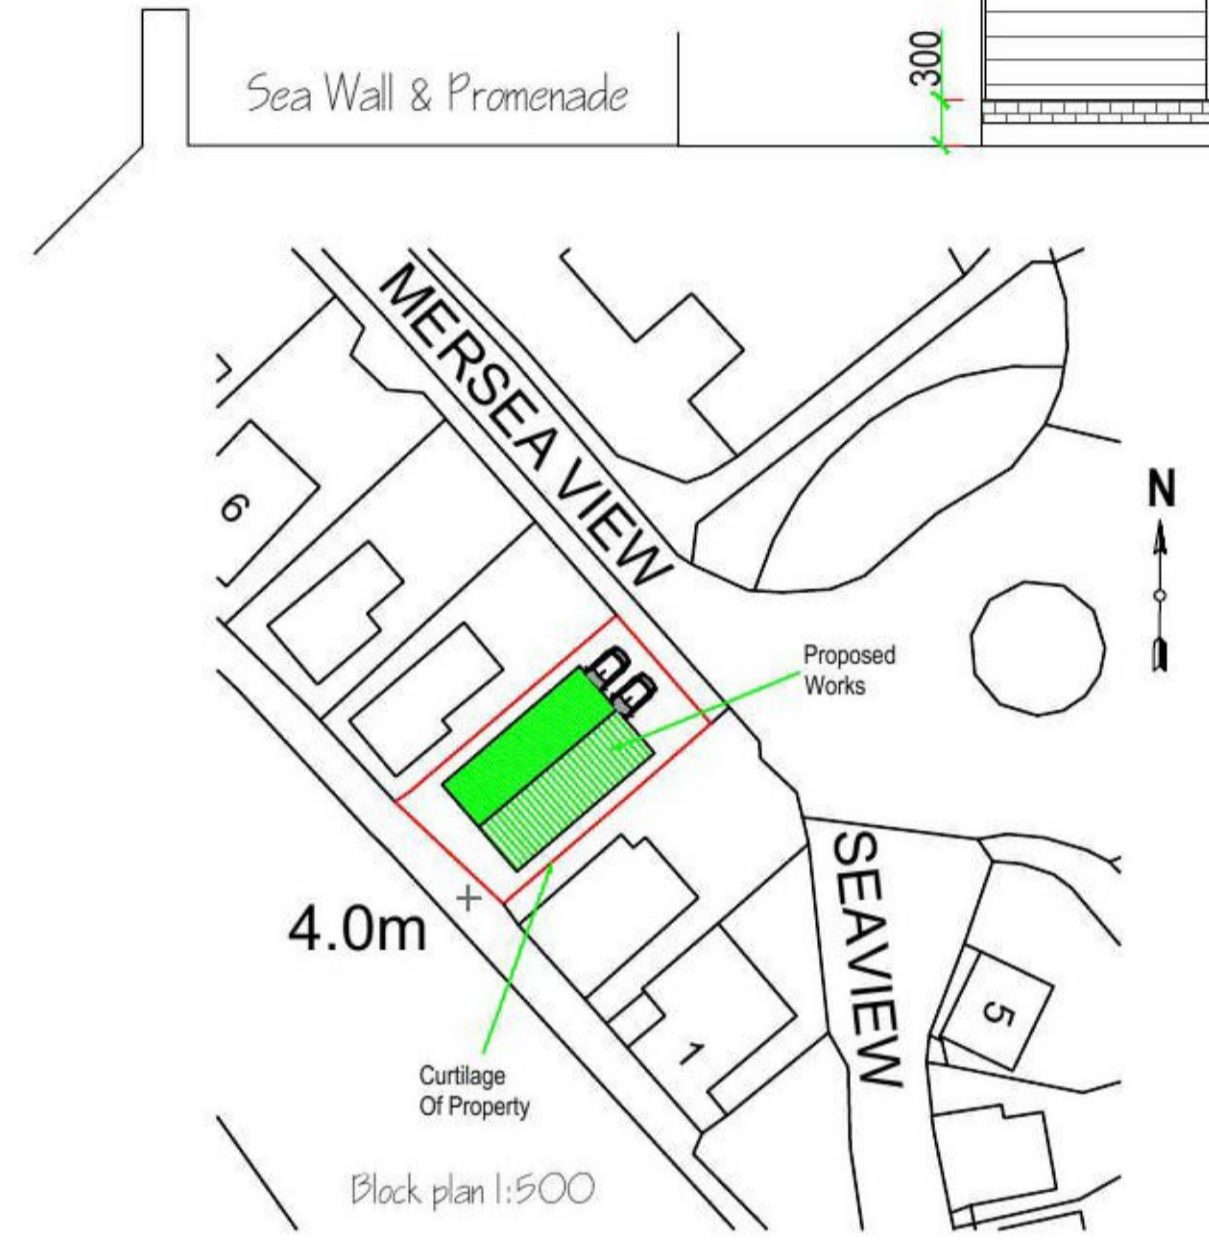 300
Sea Wall & Promenade
MERSEA VIEW
N
6
Proposed
Works
SEAVIEW
4.0m
5
1
Curtilage
Of Property
Block plan 1:500